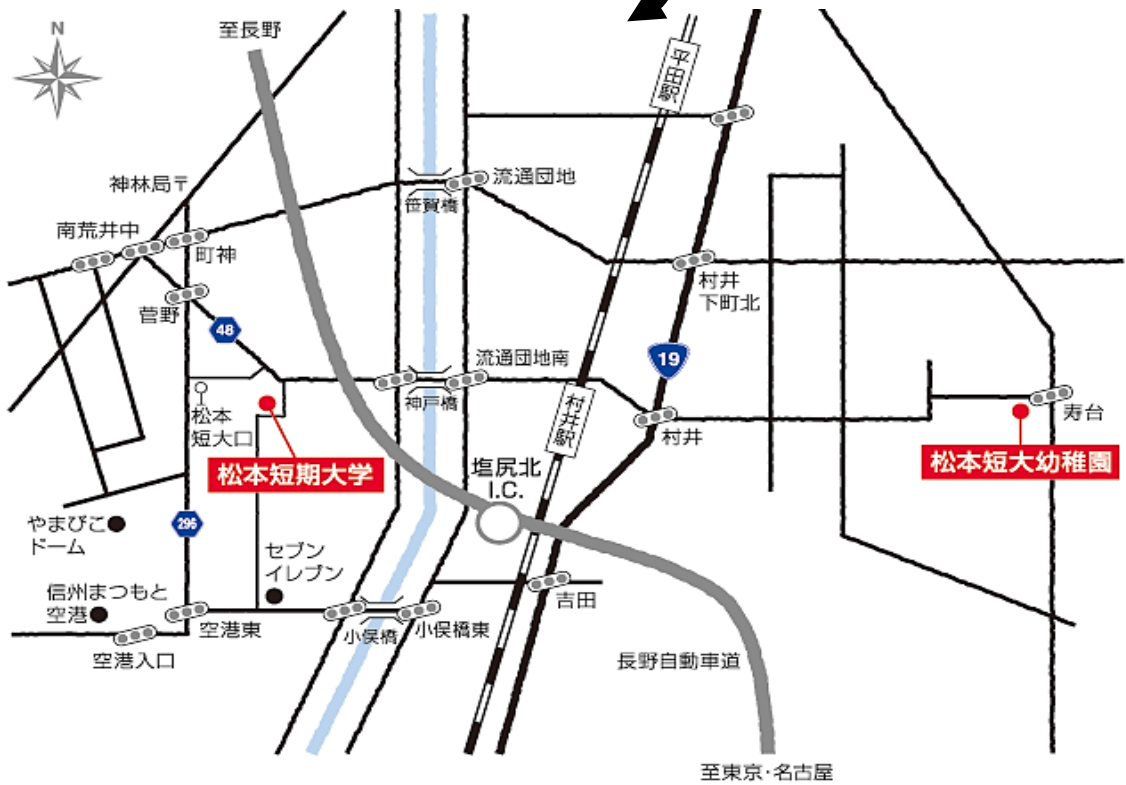 N
至長野
平田駅
神林局〒
流通団地
笹賀橋
南荒井中
町神
村井
下町北
菅野
48
19
流通団地南
神戸橋
松本
短大口
村井駅
村井
寿台
松本短期大学
塩尻北
I.C.
松本短大幼稚園
やまびこ
ドーム
296
セブン
イレブン
信州まつもと
空港
空港東
小俣橋
小俣橋東
吉田
空港入口
長野自動車道
至東京・名古屋